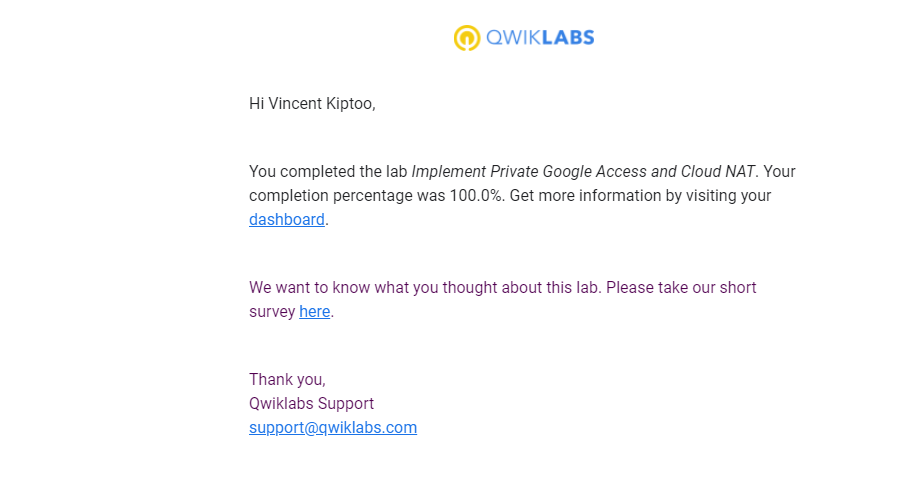 QWIKLABS
Hi Vincent Kiptoo,
You completed the lab Implement Private Google Access and Cloud NAT. Your
completion percentage was 100.0%. Get more information by visiting your
dashboard.
We want to know what you thought about this lab. Please take our short
survey here.
Thank you,
Qwiklabs Support
support@qwiklabs.com